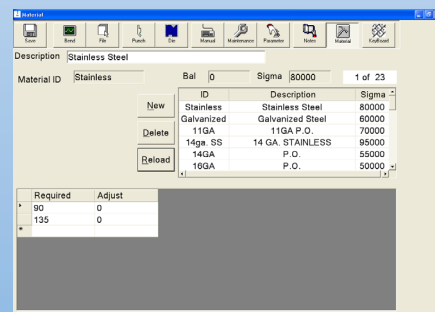 Material
Save Bend File Punch Die Manual Maintenance Parameter Notes Material KeyBoard
Description Stainless Steel
Material ID Stainless Bal 0 Sigma 80000 1 of 23
New
Delete
Reload
ID Description Sigma
Stainless Stainless Steel 80000
Galvanized Galvanized Steel 60000
11GA 11GA P.O. 70000
14ga. SS 14 GA. STAINLESS 95000
14GA P.O. 55000
16GA P.O. 50000
Required Adjust
90 0
135 0